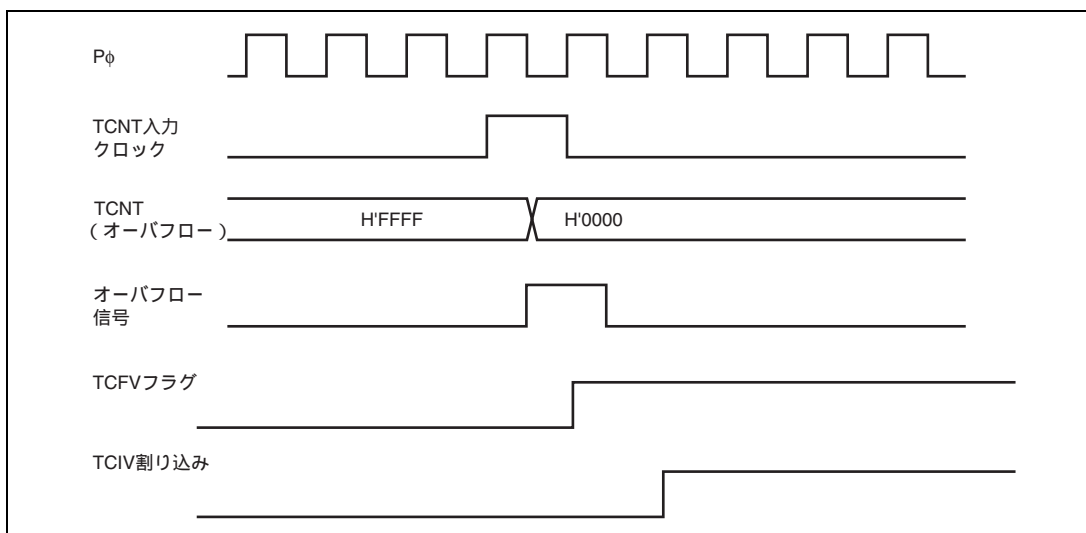 Pφ
TCNT入力
クロック
TCNT
（オーバフロー）
H'FFFF
H'0000
オーバフロー
信号
TCFVフラグ
TCIV割り込み